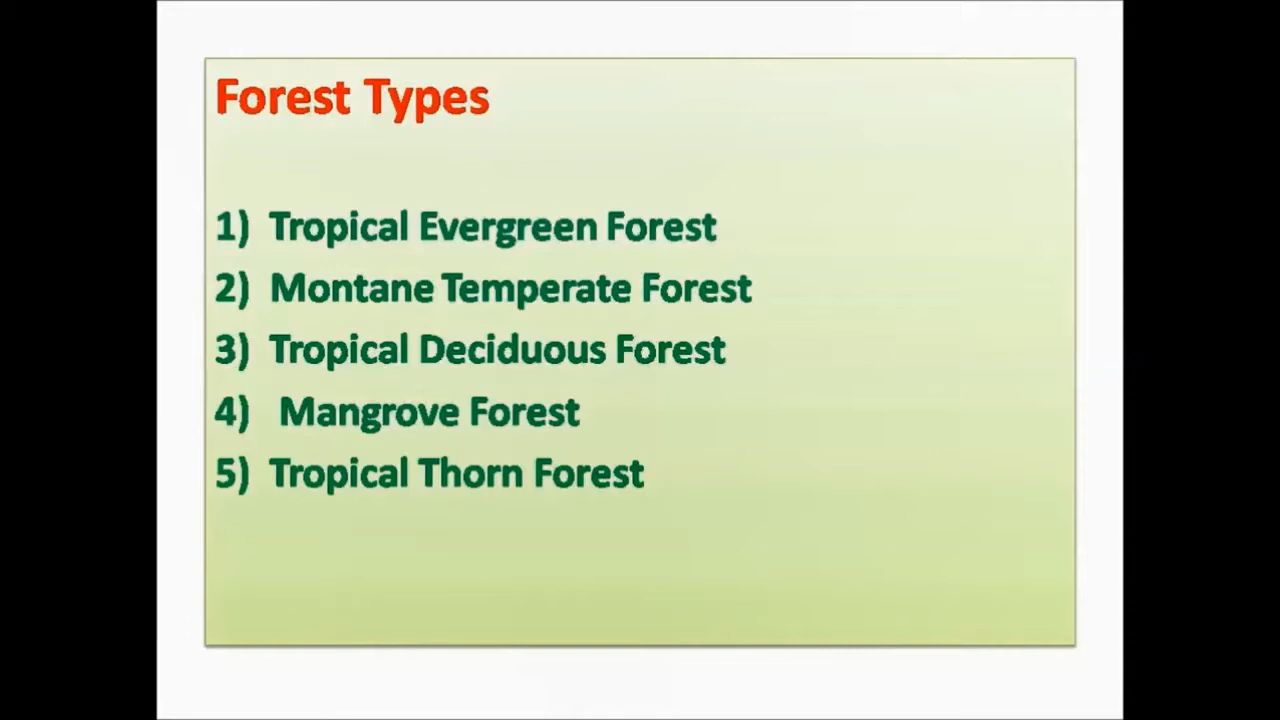 Forest Types
1) Tropical Evergreen Forest
2) Montane Temperate Forest
3) Tropical Deciduous Forest
4) Mangrove Forest
5) Tropical Thorn Forest